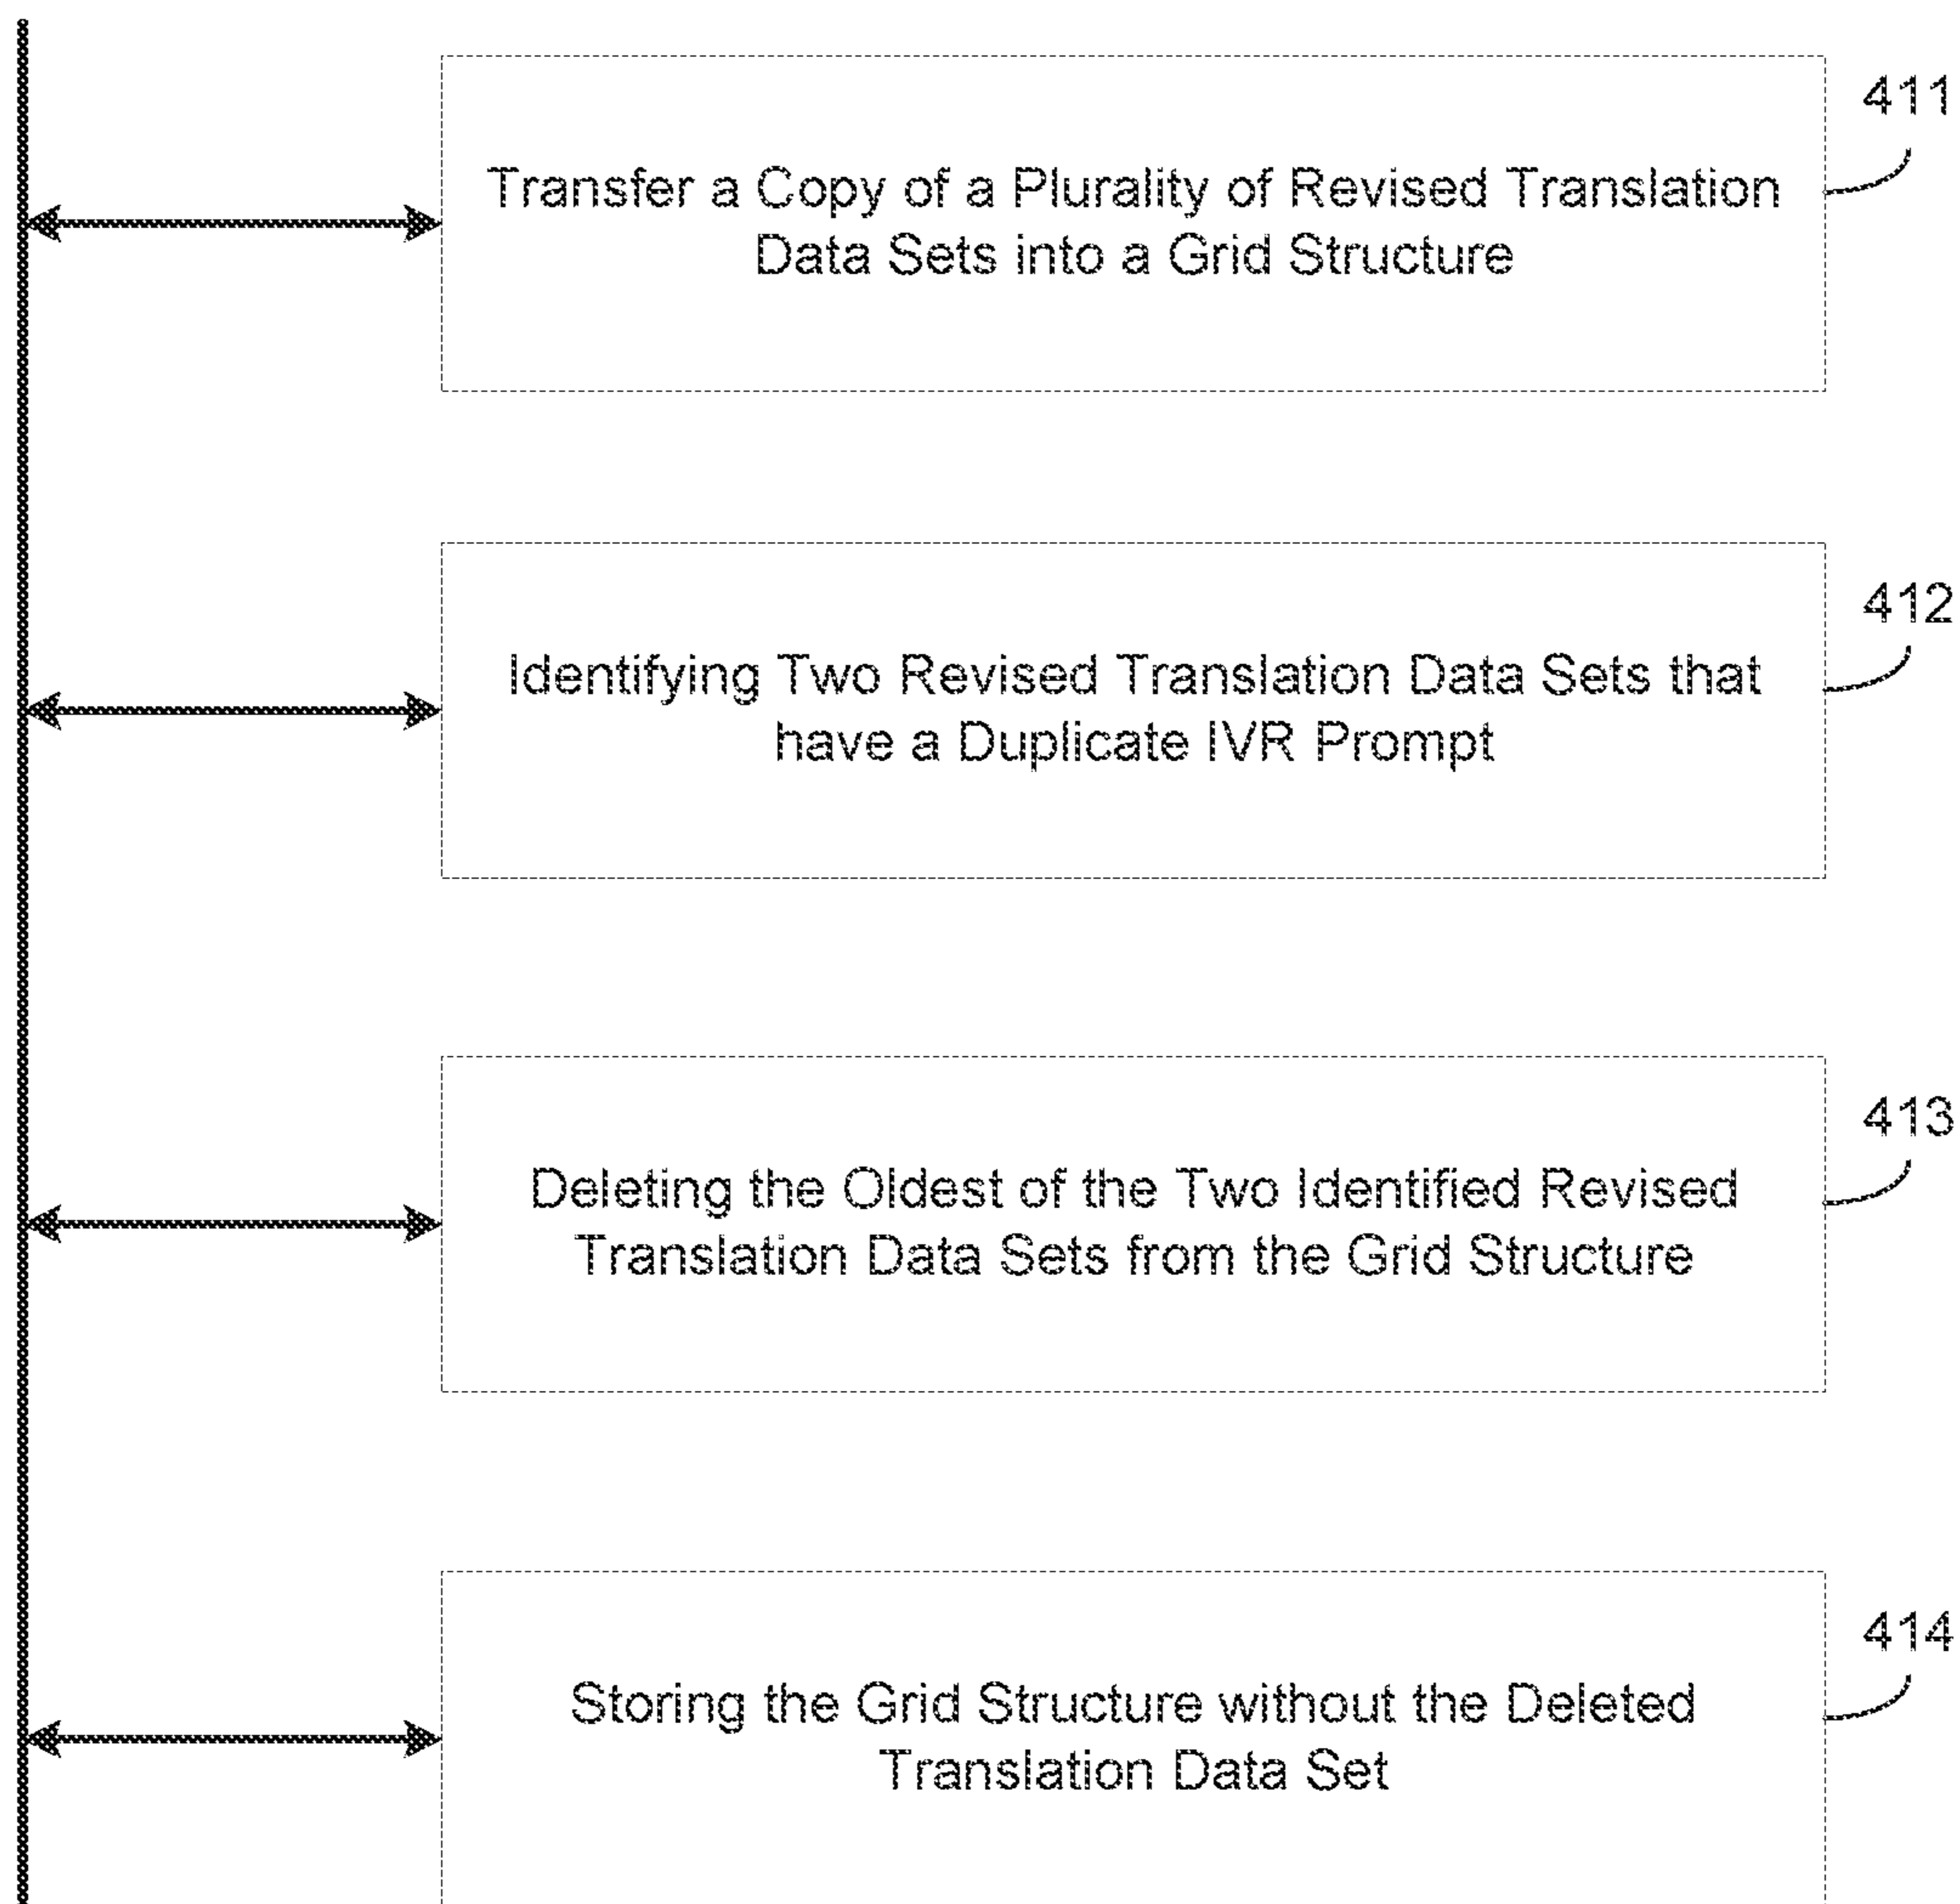 411
Transfer a Copy of a Plurality of Revised Translation
Data Sets into a Grid Structure
412
Identifying Two Revised Translation Data Sets that
have a Duplicate IVR Prompt
413
Deleting the Oldest of the Two Identified Revised
Translation Data Sets from the Grid Structure
414
Storing the Grid Structure without the Deleted
Translation Data Set